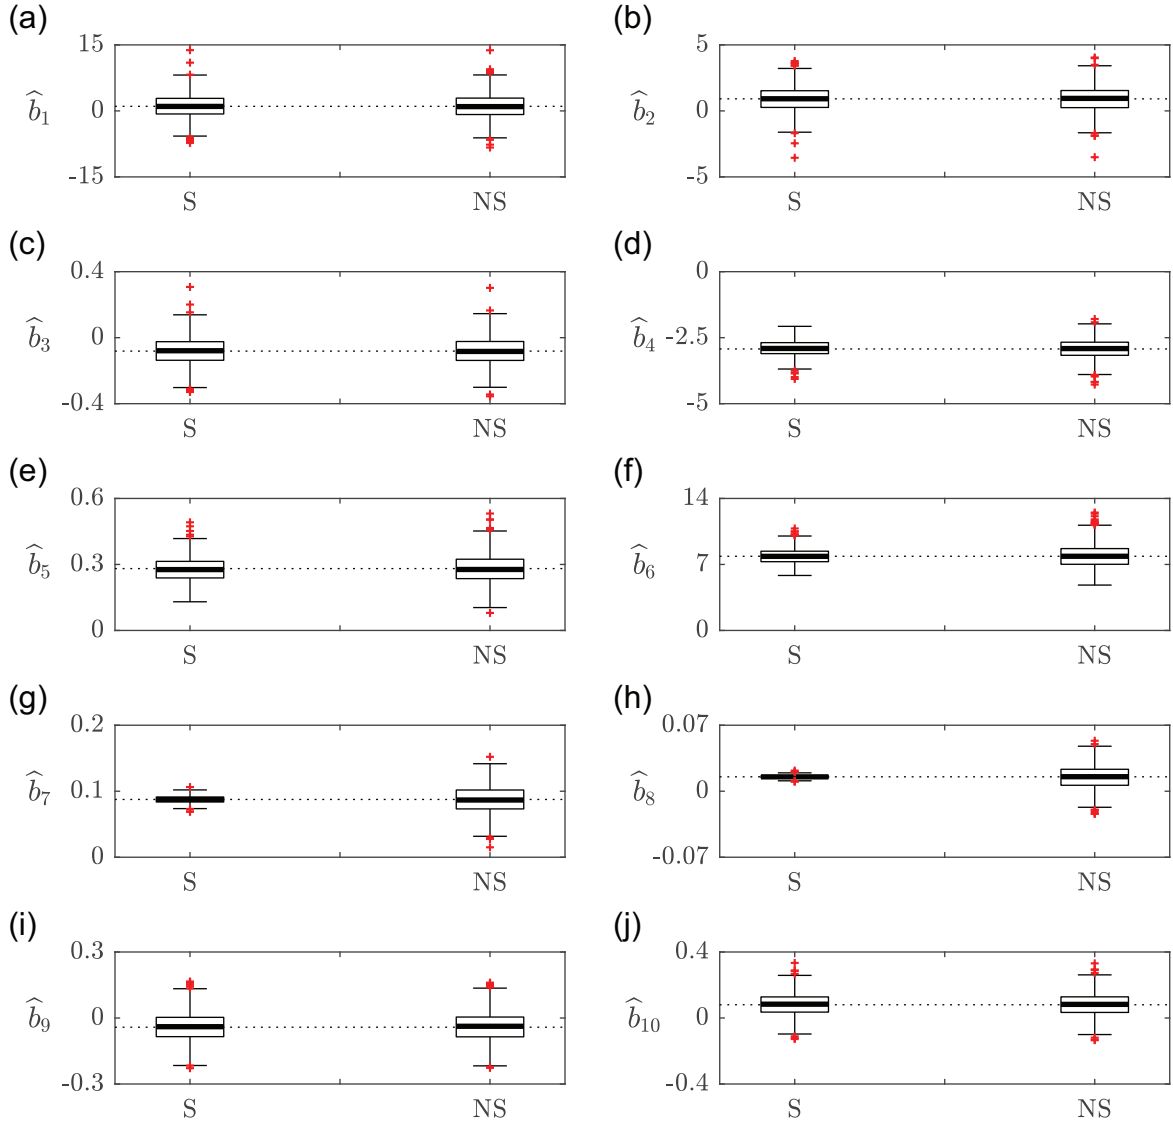 (a) (b)
15 5
b̂1 0 b̂2 0
-15 -5
S NS S NS
(c) (d)
0.4 0
b̂3 0 b̂4 -2.5
-0.4 -5
S NS S NS
(e) (f)
0.6 14
b̂5 0.3 b̂6 7
0 0
S NS S NS
(g) (h)
0.2 0.07
b̂7 0.1 b̂8 0
0 -0.07
S NS S NS
(i) (j)
0.3 0.4
b̂9 0 b̂10 0
-0.3 -0.4
S NS S NS